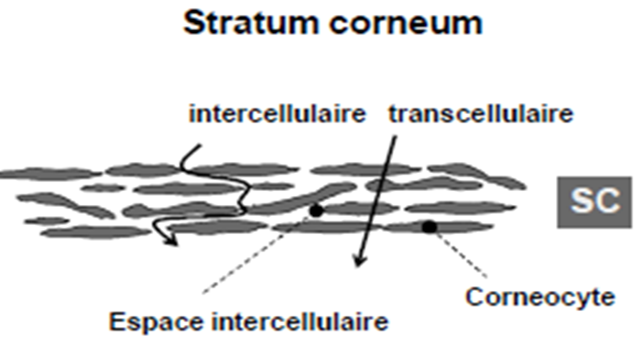 Stratum corneum
intercellulaire transcellulaire
SC
Corneocyte
Espace intercellulaire